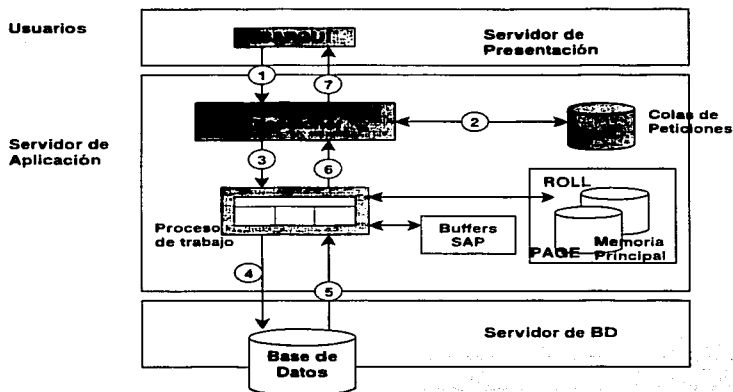 Usuarios
SAPGUI
Servidor de
Presentación
1
7
2
Colas de
Peticiones
Servidor de
Aplicación
3
6
ROLL
Proceso
de trabajo
Buffers
SAP
PAGE
Memoria
Principal
4
5
Servidor de BD
Base de
Datos